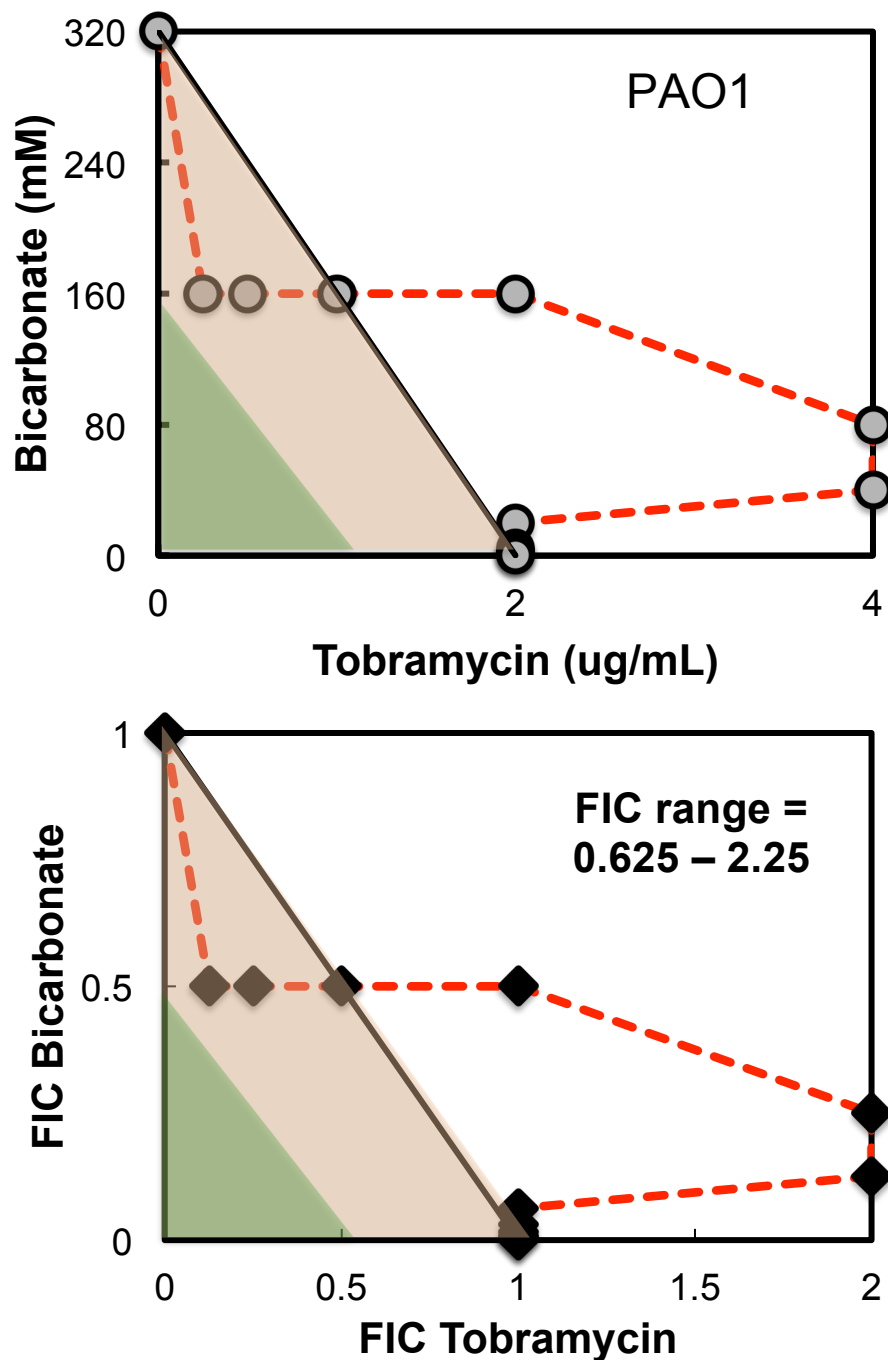 320
PAO1
240
160
80
0
Bicarbonate (mM)
0 2 4
Tobramycin (ug/mL)
1
FIC range =
0.625 – 2.25
0.5
0
FIC Bicarbonate
0 0.5 1 1.5 2
FIC Tobramycin